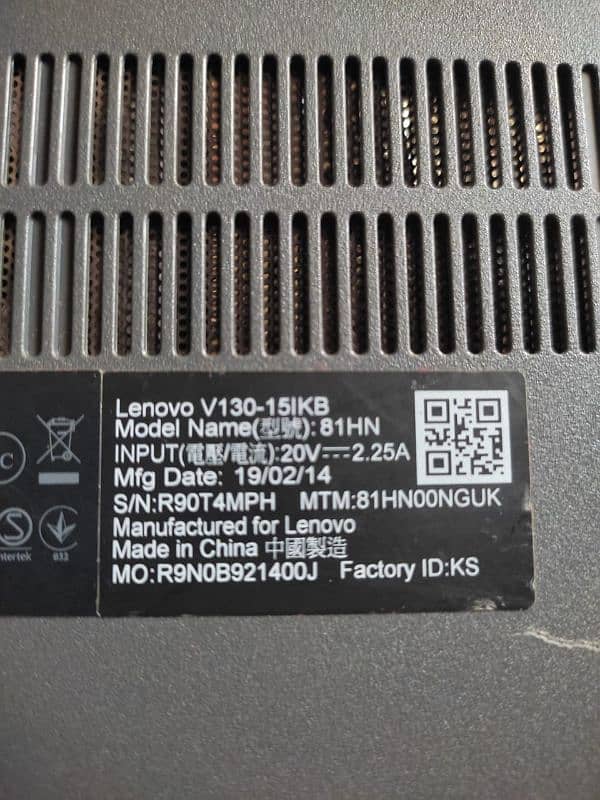 Lenovo V130-15IKB
Model Name(型號): 81HN
INPUT(電壓/電流):20V⎓2.25A
Mfg Date: 19/02/14
S/N:R90T4MPH MTM:81HN00NGUK
Manufactured for Lenovo
Made in China 中國製造
MO:R9N0B921400J Factory ID:KS
C
S
ntertek
032